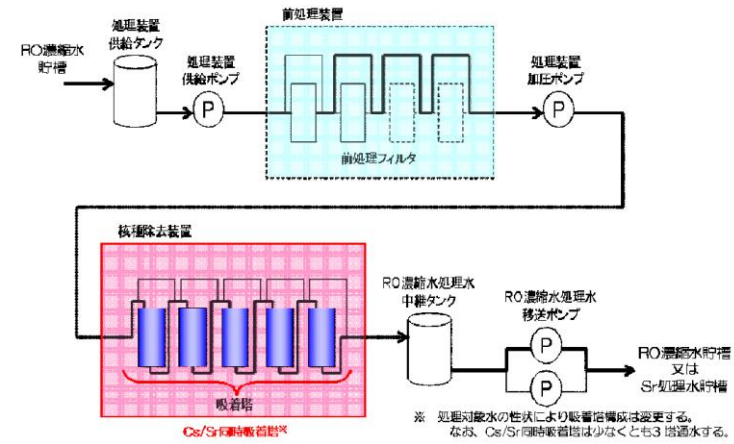 前処理装置
処理装置
供給タンク
RO濃縮水
貯槽
処理装置
供給ポンプ
P
処理装置
加圧ポンプ
P
前処理フィルタ
核種除去装置
吸着塔
Cs/Sr同時吸着塔※
RO濃縮水処理水
中継タンク
RO濃縮水処理水
移送ポンプ
P
P
RO濃縮水貯槽
又は
Sr処理水貯槽
※ 処理対象水の性状により吸着塔構成は変更する。
なお、Cs/Sr同時吸着塔は少なくとも3塔通水する。